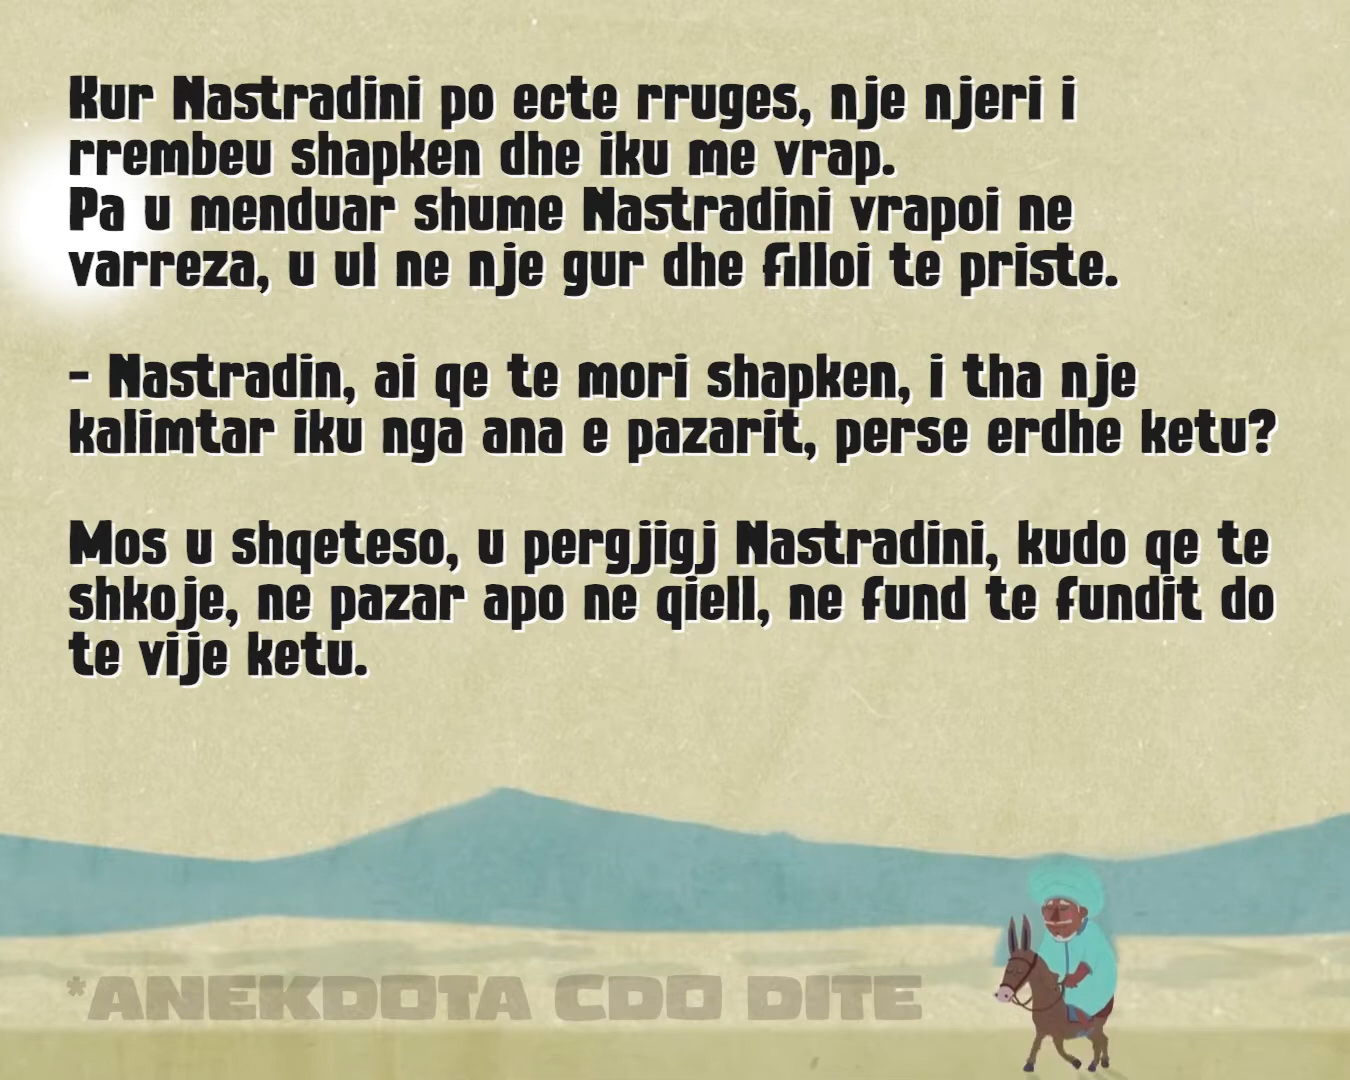 Kur Nastradini po ecte rruges, nje njeri i
rrembeu shapken dhe iku me vrap.
Pa u menduar shume Nastradini vrapoi ne
varreza, u ul ne nje gur dhe filloi te priste.
- Nastradin, ai qe te mori shapken, i tha nje
kalimtar iku nga ana e pazarit, perse erdhe ketu?
Mos u shqeteso, u pergjigj Nastradini, kudo qe te
shkoje, ne pazar apo ne qiell, ne fund te fundit do
te vije ketu.
*ANEKDOTA CDO DITE